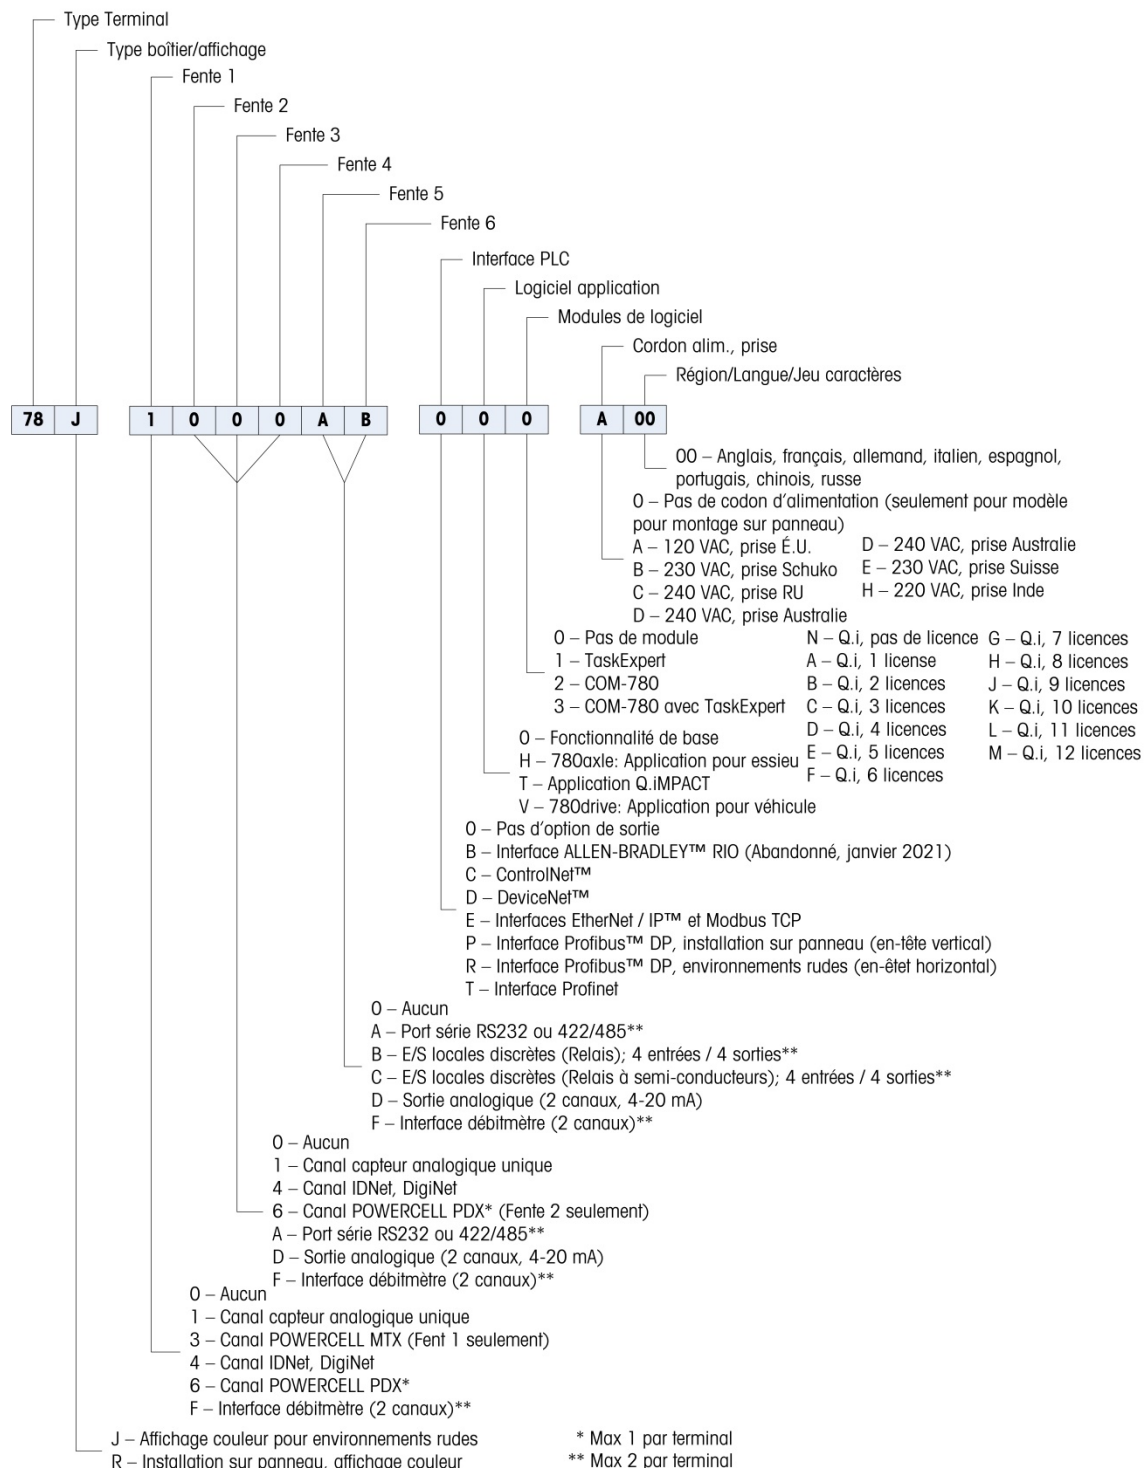 Type Terminal
Type boîtier/affichage
Fente 1
Fente 2
Fente 3
Fente 4
Fente 5
Fente 6
Interface PLC
Logiciel application
Modules de logiciel
Cordon alim., prise
Région/Langue/Jeu caractères
78 J 1 0 0 0 A B 0 0 0 A 00
00 – Anglais, français, allemand, italien, espagnol,
portugais, chinois, russe
0 – Pas de codon d'alimentation (seulement pour modèle
pour montage sur panneau)
A – 120 VAC, prise É.U.
B – 230 VAC, prise Schuko
C – 240 VAC, prise RU
D – 240 VAC, prise Australie
D – 240 VAC, prise Australie
E – 230 VAC, prise Suisse
H – 220 VAC, prise Inde
0 – Pas de module
1 – TaskExpert
2 – COM-780
3 – COM-780 avec TaskExpert
N – Q.i, pas de licence
A – Q.i, 1 license
B – Q.i, 2 licences
C – Q.i, 3 licences
D – Q.i, 4 licences
E – Q.i, 5 licences
F – Q.i, 6 licences
G – Q.i, 7 licences
H – Q.i, 8 licences
J – Q.i, 9 licences
K – Q.i, 10 licences
L – Q.i, 11 licences
M – Q.i, 12 licences
0 – Fonctionnalité de base
H – 780axle: Application pour essieu
T – Application Q.iMPACT
V – 780drive: Application pour véhicule
0 – Pas d'option de sortie
B – Interface ALLEN-BRADLEY™ RIO (Abandonné, janvier 2021)
C – ControlNet™
D – DeviceNet™
E – Interfaces EtherNet / IP™ et Modbus TCP
P – Interface Profibus™ DP, installation sur panneau (en-tête vertical)
R – Interface Profibus™ DP, environnements rudes (en-êtet horizontal)
T – Interface Profinet
0 – Aucun
A – Port série RS232 ou 422/485**
B – E/S locales discrètes (Relais); 4 entrées / 4 sorties**
C – E/S locales discrètes (Relais à semi-conducteurs); 4 entrées / 4 sorties**
D – Sortie analogique (2 canaux, 4-20 mA)
F – Interface débitmètre (2 canaux)**
0 – Aucun
1 – Canal capteur analogique unique
4 – Canal IDNet, DigiNet
6 – Canal POWERCELL PDX* (Fente 2 seulement)
A – Port série RS232 ou 422/485**
D – Sortie analogique (2 canaux, 4-20 mA)
F – Interface débitmètre (2 canaux)**
0 – Aucun
1 – Canal capteur analogique unique
3 – Canal POWERCELL MTX (Fent 1 seulement)
4 – Canal IDNet, DigiNet
6 – Canal POWERCELL PDX*
F – Interface débitmètre (2 canaux)**
J – Affichage couleur pour environnements rudes
R – Installation sur panneau, affichage couleur
* Max 1 par terminal
** Max 2 par terminal